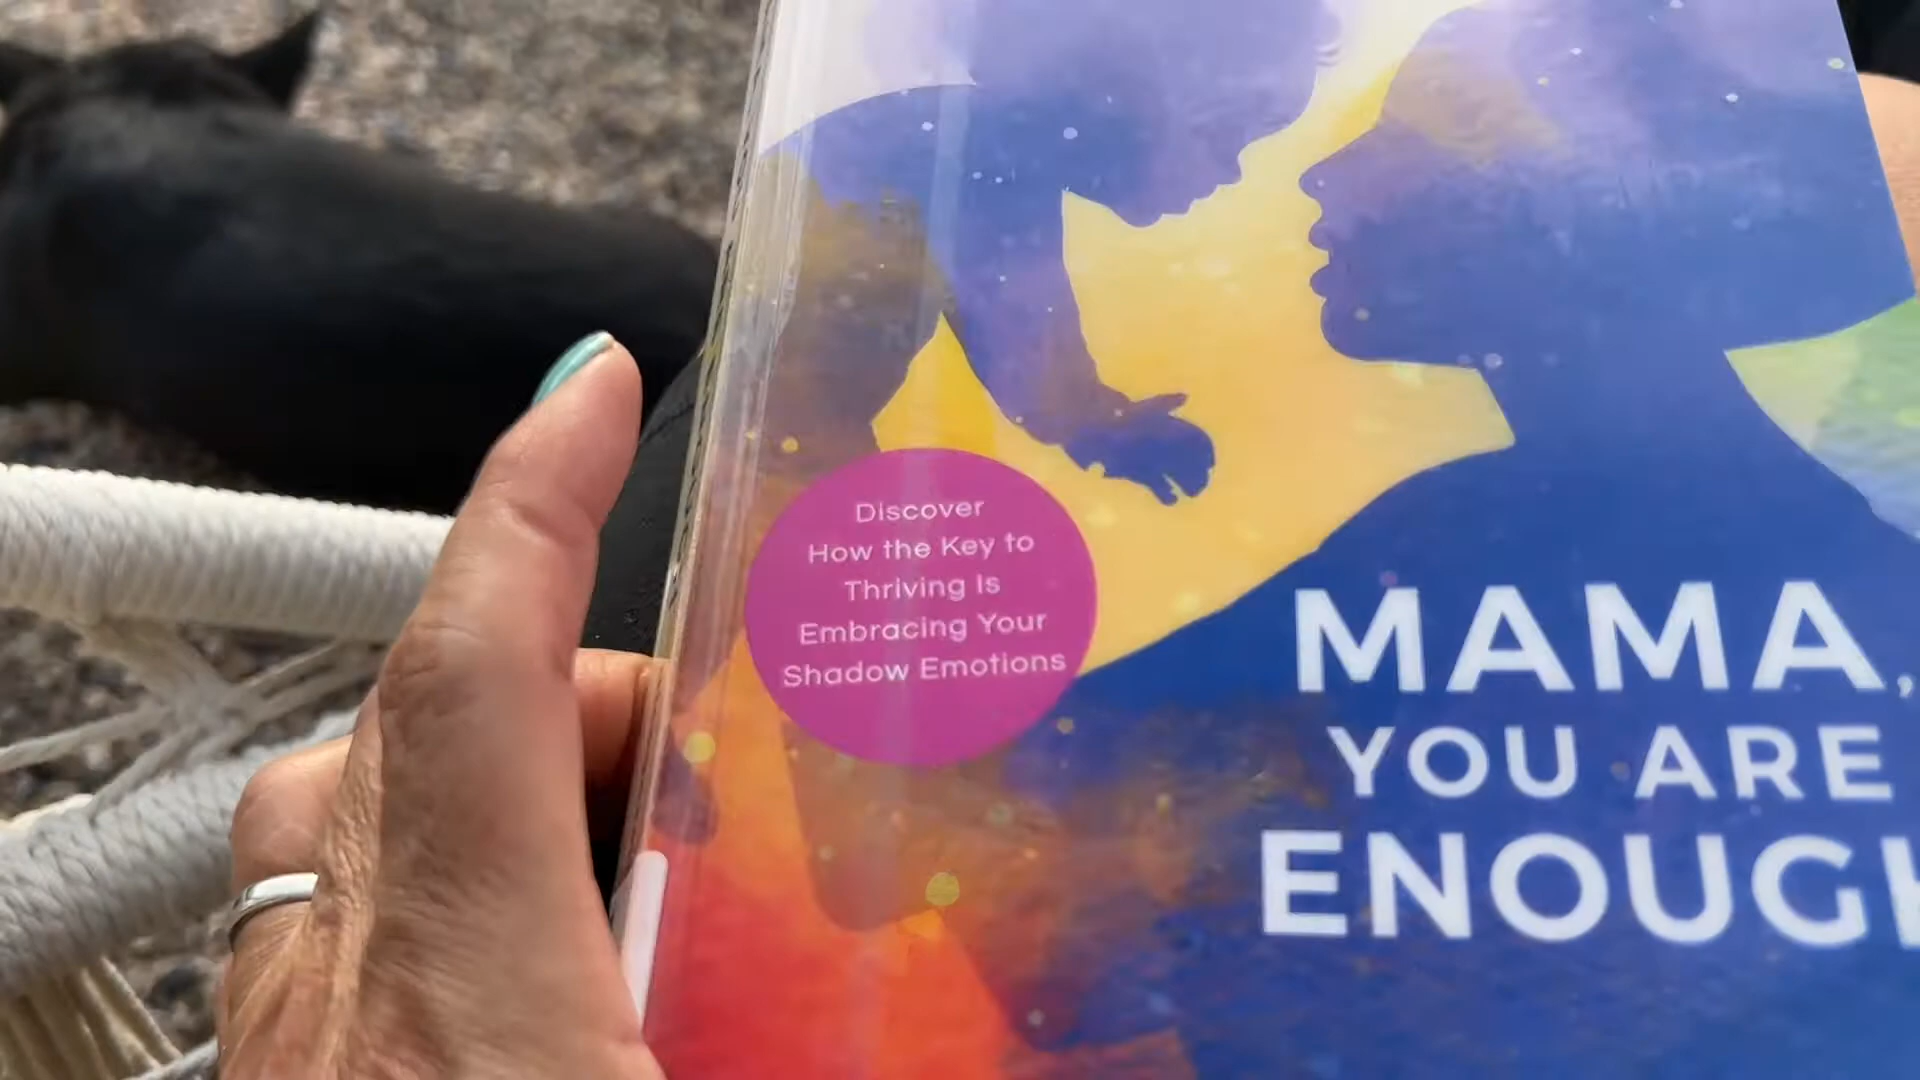 Discover
How the Key to
Thriving Is
Embracing Your
Shadow Emotions
MAMA,
YOU ARE
ENOUGH